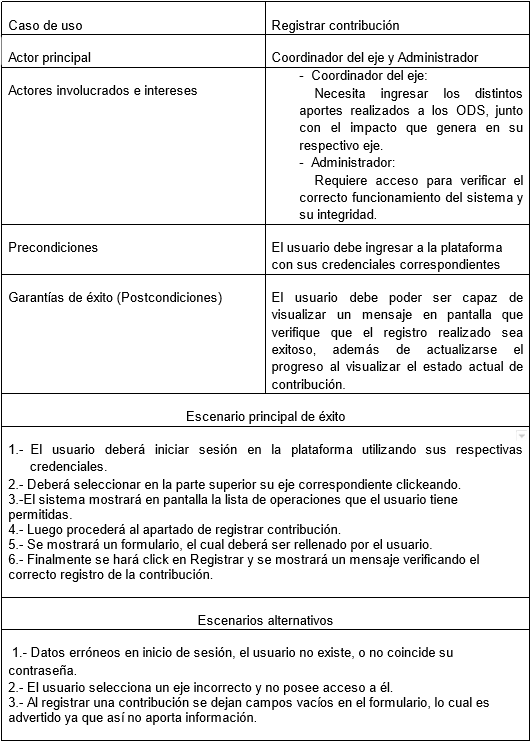 Caso de uso
Registrar contribución
Actor principal
Coordinador del eje y Administrador
Actores involucrados e intereses
- Coordinador del eje:
Necesita ingresar los distintos
aportes realizados a los ODS, junto
con el impacto que genera en su
respectivo eje.
- Administrador:
Requiere acceso para verificar el
correcto funcionamiento del sistema y
su integridad.
Precondiciones
El usuario debe ingresar a la plataforma
con sus credenciales correspondientes
Garantías de éxito (Postcondiciones)
El usuario debe poder ser capaz de
visualizar un mensaje en pantalla que
verifique que el registro realizado sea
exitoso, además de actualizarse el
progreso al visualizar el estado actual de
contribución.
Escenario principal de éxito
1.- El usuario deberá iniciar sesión en la plataforma utilizando sus respectivas
credenciales.
2.- Deberá seleccionar en la parte superior su eje correspondiente clickeando.
3.-El sistema mostrará en pantalla la lista de operaciones que el usuario tiene
permitidas.
4.- Luego procederá al apartado de registrar contribución.
5.- Se mostrará un formulario, el cual deberá ser rellenado por el usuario.
6.- Finalmente se hará click en Registrar y se mostrará un mensaje verificando el
correcto registro de la contribución.
Escenarios alternativos
1.- Datos erróneos en inicio de sesión, el usuario no existe, o no coincide su
contraseña.
2.- El usuario selecciona un eje incorrecto y no posee acceso a él.
3.- Al registrar una contribución se dejan campos vacíos en el formulario, lo cual es
advertido ya que así no aporta información.